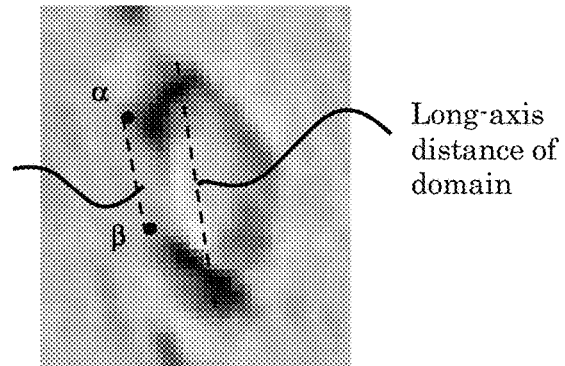 α
β
Long-axis
distance of
domain